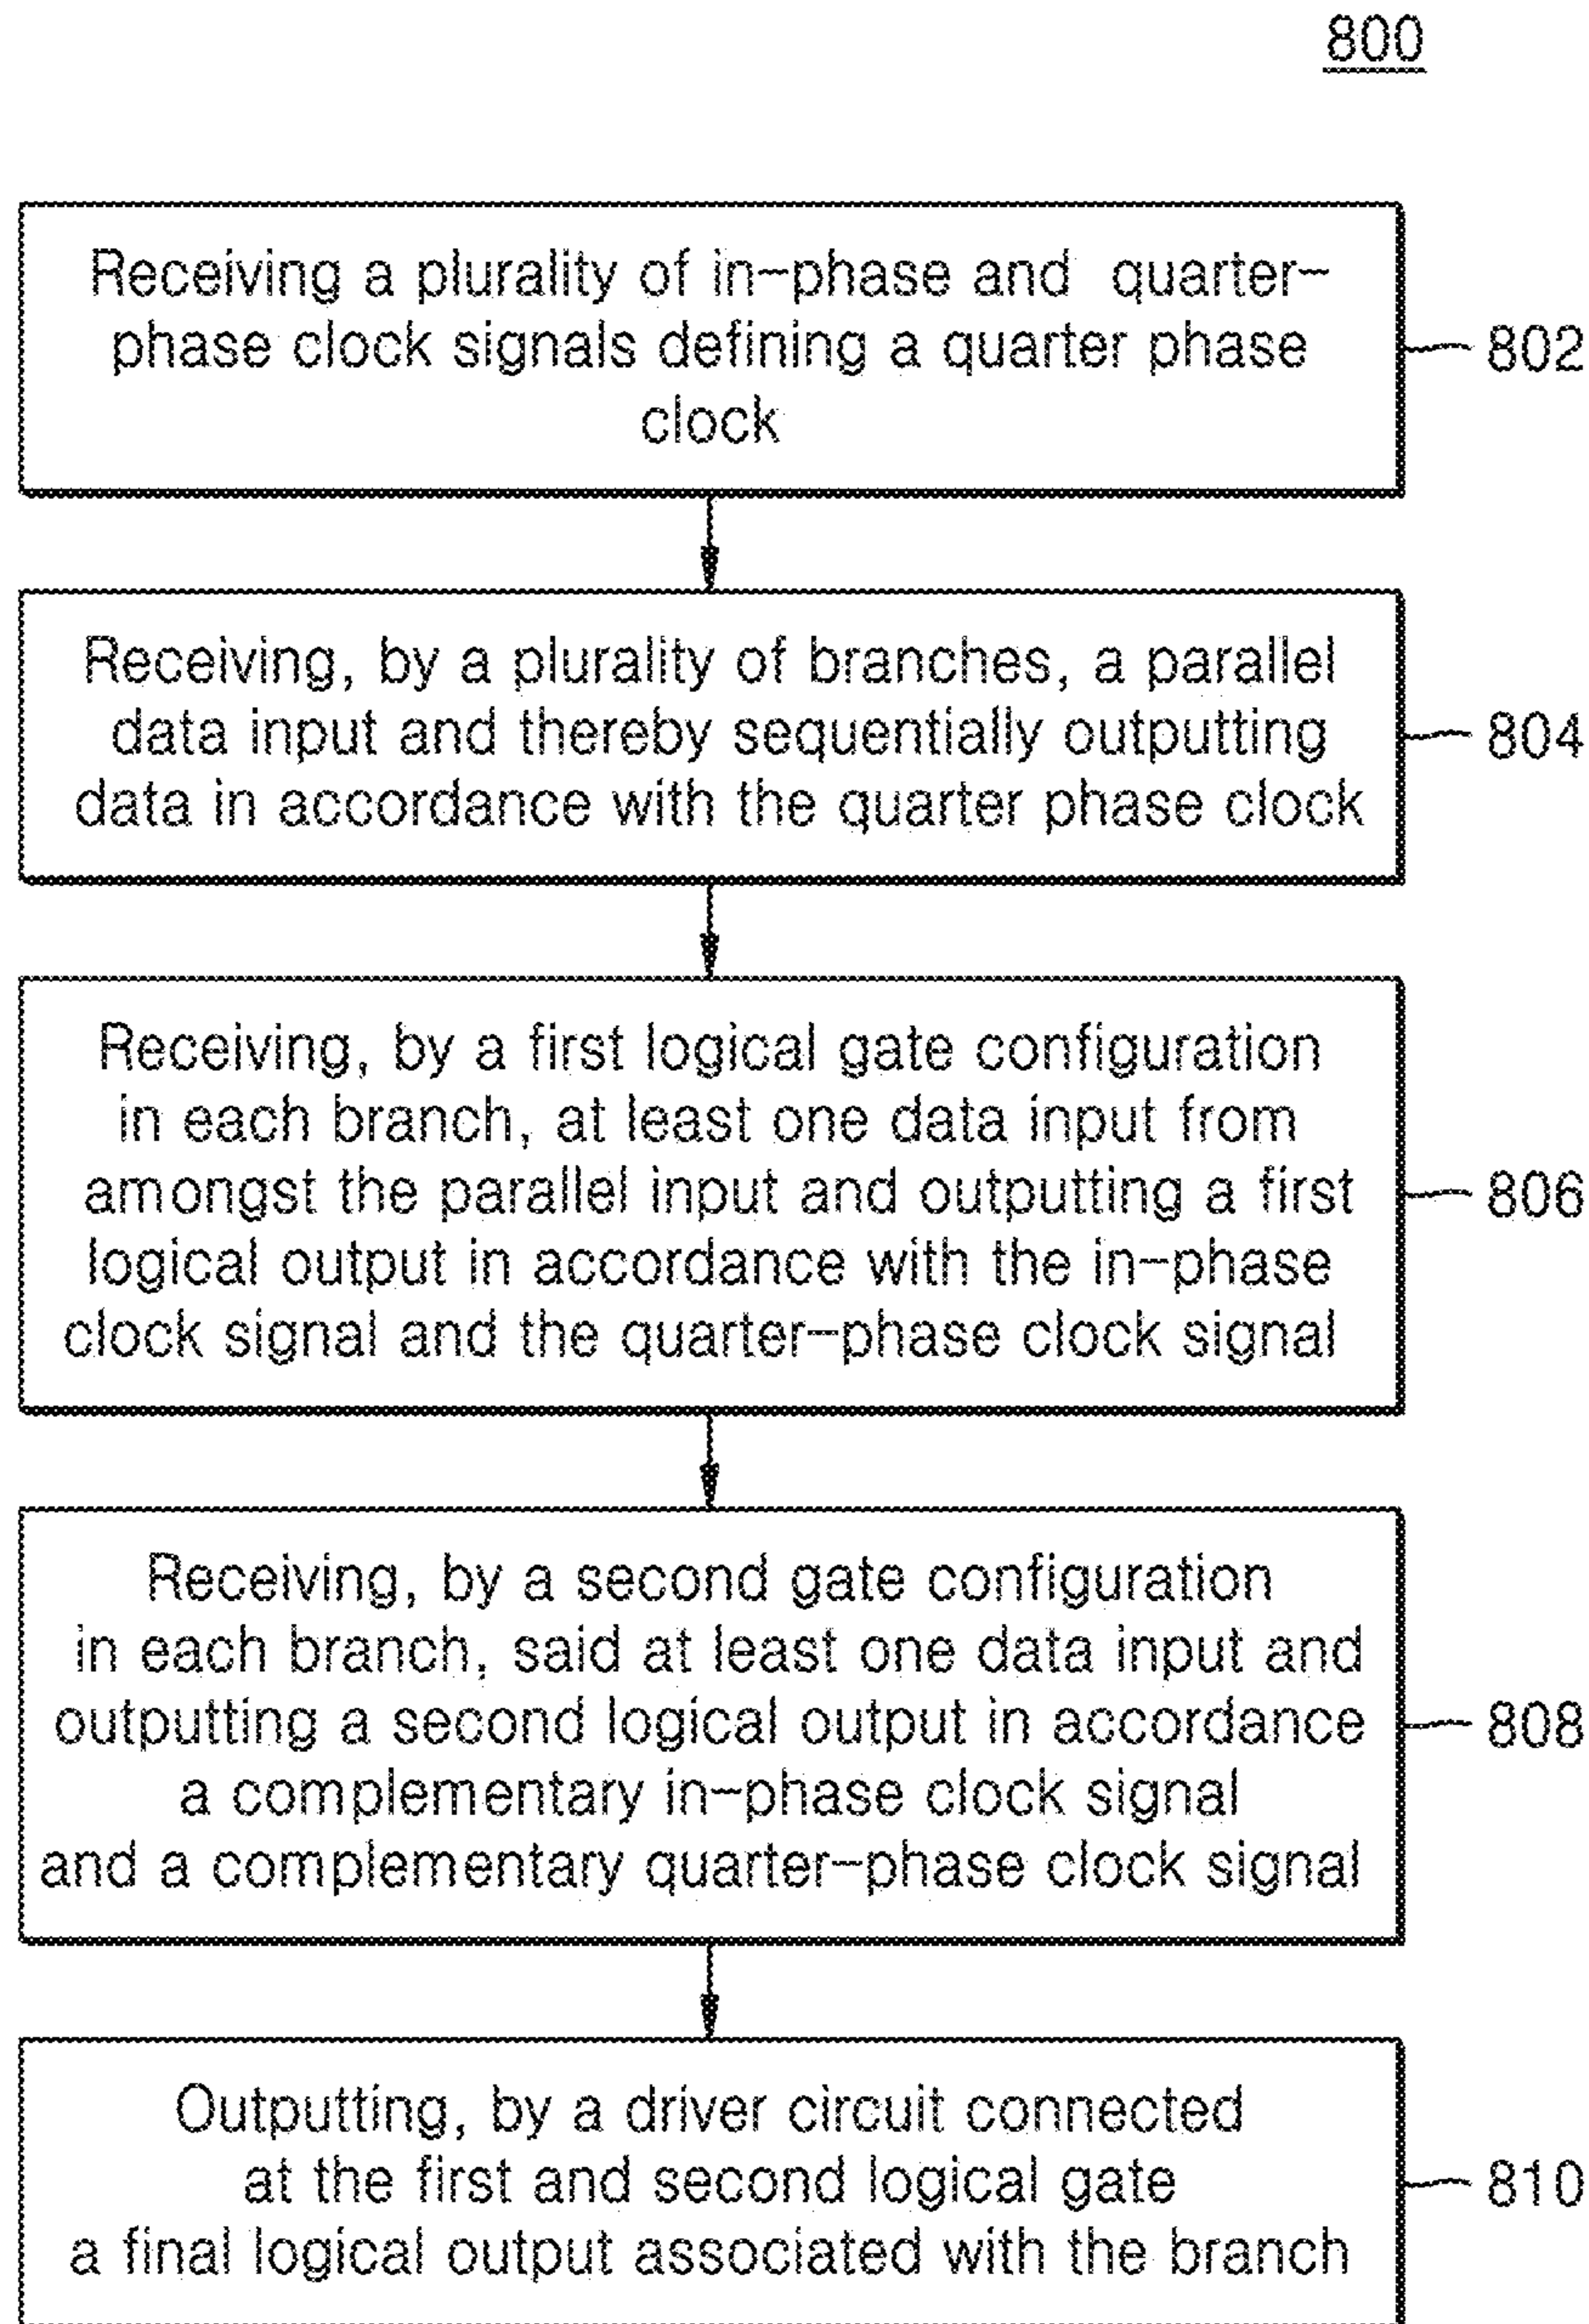 800
Receiving a plurality of in-phase and quarter-
phase clock signals defining a quarter phase
clock
802
Receiving, by a plurality of branches, a parallel
data input and thereby sequentially outputting
data in accordance with the quarter phase clock
804
Receiving, by a first logical gate configuration
in each branch, at least one data input from
amongst the parallel input and outputting a first
logical output in accordance with the in-phase
clock signal and the quarter-phase clock signal
806
Receiving, by a second gate configuration
in each branch, said at least one data input and
outputting a second logical output in accordance
a complementary in-phase clock signal
and a complementary quarter-phase clock signal
808
Outputting, by a driver circuit connected
at the first and second logical gate
a final logical output associated with the branch
810